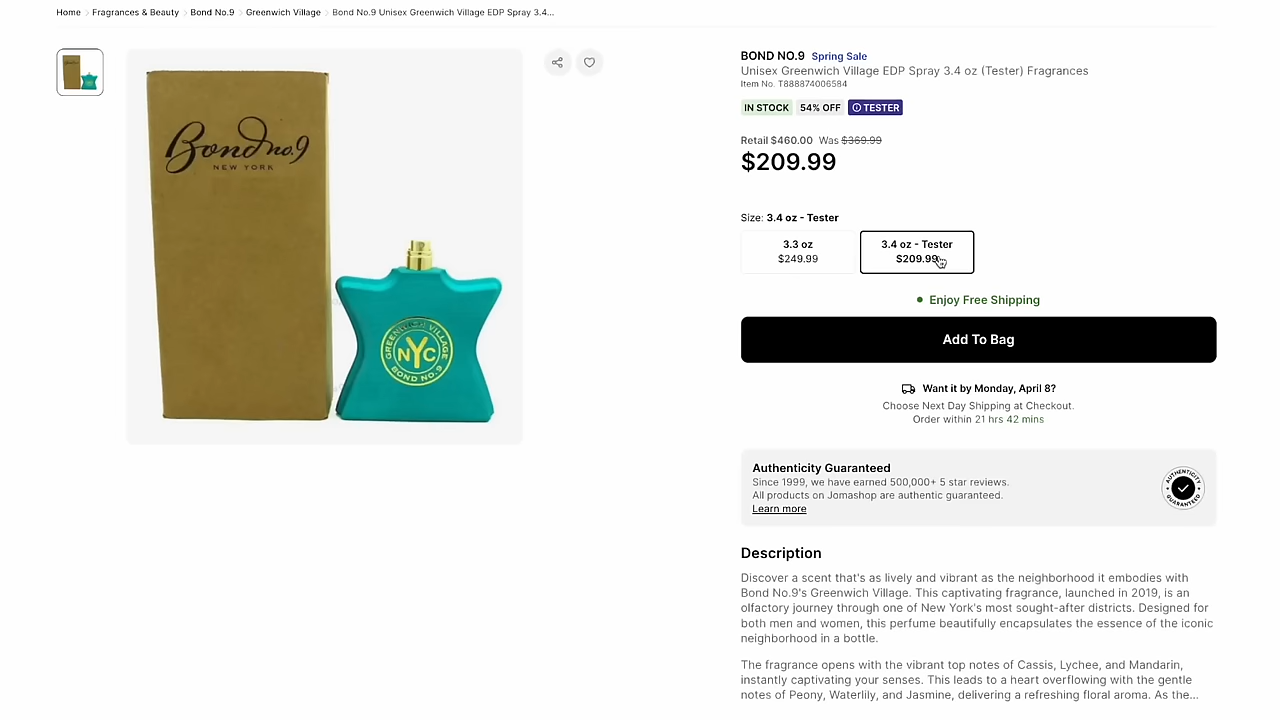 Home > Fragrances & Beauty > Bond No.9 > Greenwich Village > Bond No.9 Unisex Greenwich Village EDP Spray 3.4...
Bond no.9
NEW YORK
GREENWICH VILLAGE
NYC
BOND NO.9
BOND NO.9 Spring Sale
Unisex Greenwich Village EDP Spray 3.4 oz (Tester) Fragrances
Item No. T888874006584
IN STOCK 54% OFF TESTER
Retail $460.00 Was $369.99
$209.99
Size: 3.4 oz - Tester
3.3 oz
$249.99
3.4 oz - Tester
$209.99
Enjoy Free Shipping
Add To Bag
Want it by Monday, April 8?
Choose Next Day Shipping at Checkout.
Order within 21 hrs 42 mins
Authenticity Guaranteed
Since 1999, we have earned 500,000+ 5 star reviews.
All products on Jomashop are authentic guaranteed.
Learn more
AUTHENTICITY GUARANTEED
Description
Discover a scent that's as lively and vibrant as the neighborhood it embodies with
Bond No.9's Greenwich Village. This captivating fragrance, launched in 2019, is an
olfactory journey through one of New York's most sought-after districts. Designed for
both men and women, this perfume beautifully encapsulates the essence of the iconic
neighborhood in a bottle.
The fragrance opens with the vibrant top notes of Cassis, Lychee, and Mandarin,
instantly captivating your senses. This leads to a heart overflowing with the gentle
notes of Peony, Waterlily, and Jasmine, delivering a refreshing floral aroma. As the...